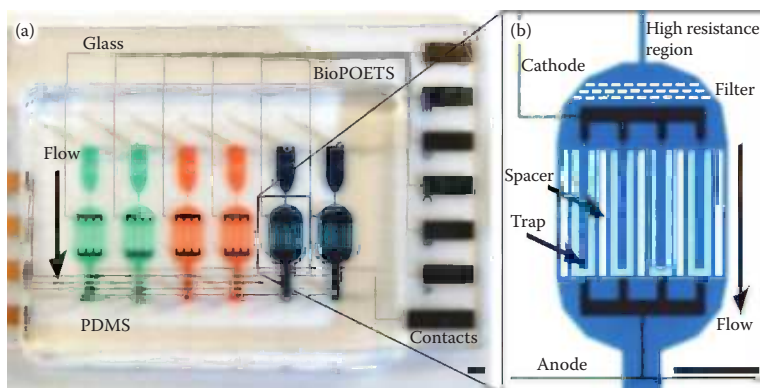 (a)
Glass
BioPOETS
Flow
PDMS
Contacts
(b)
High resistance
region
Cathode
Filter
Spacer
Trap
Flow
Anode